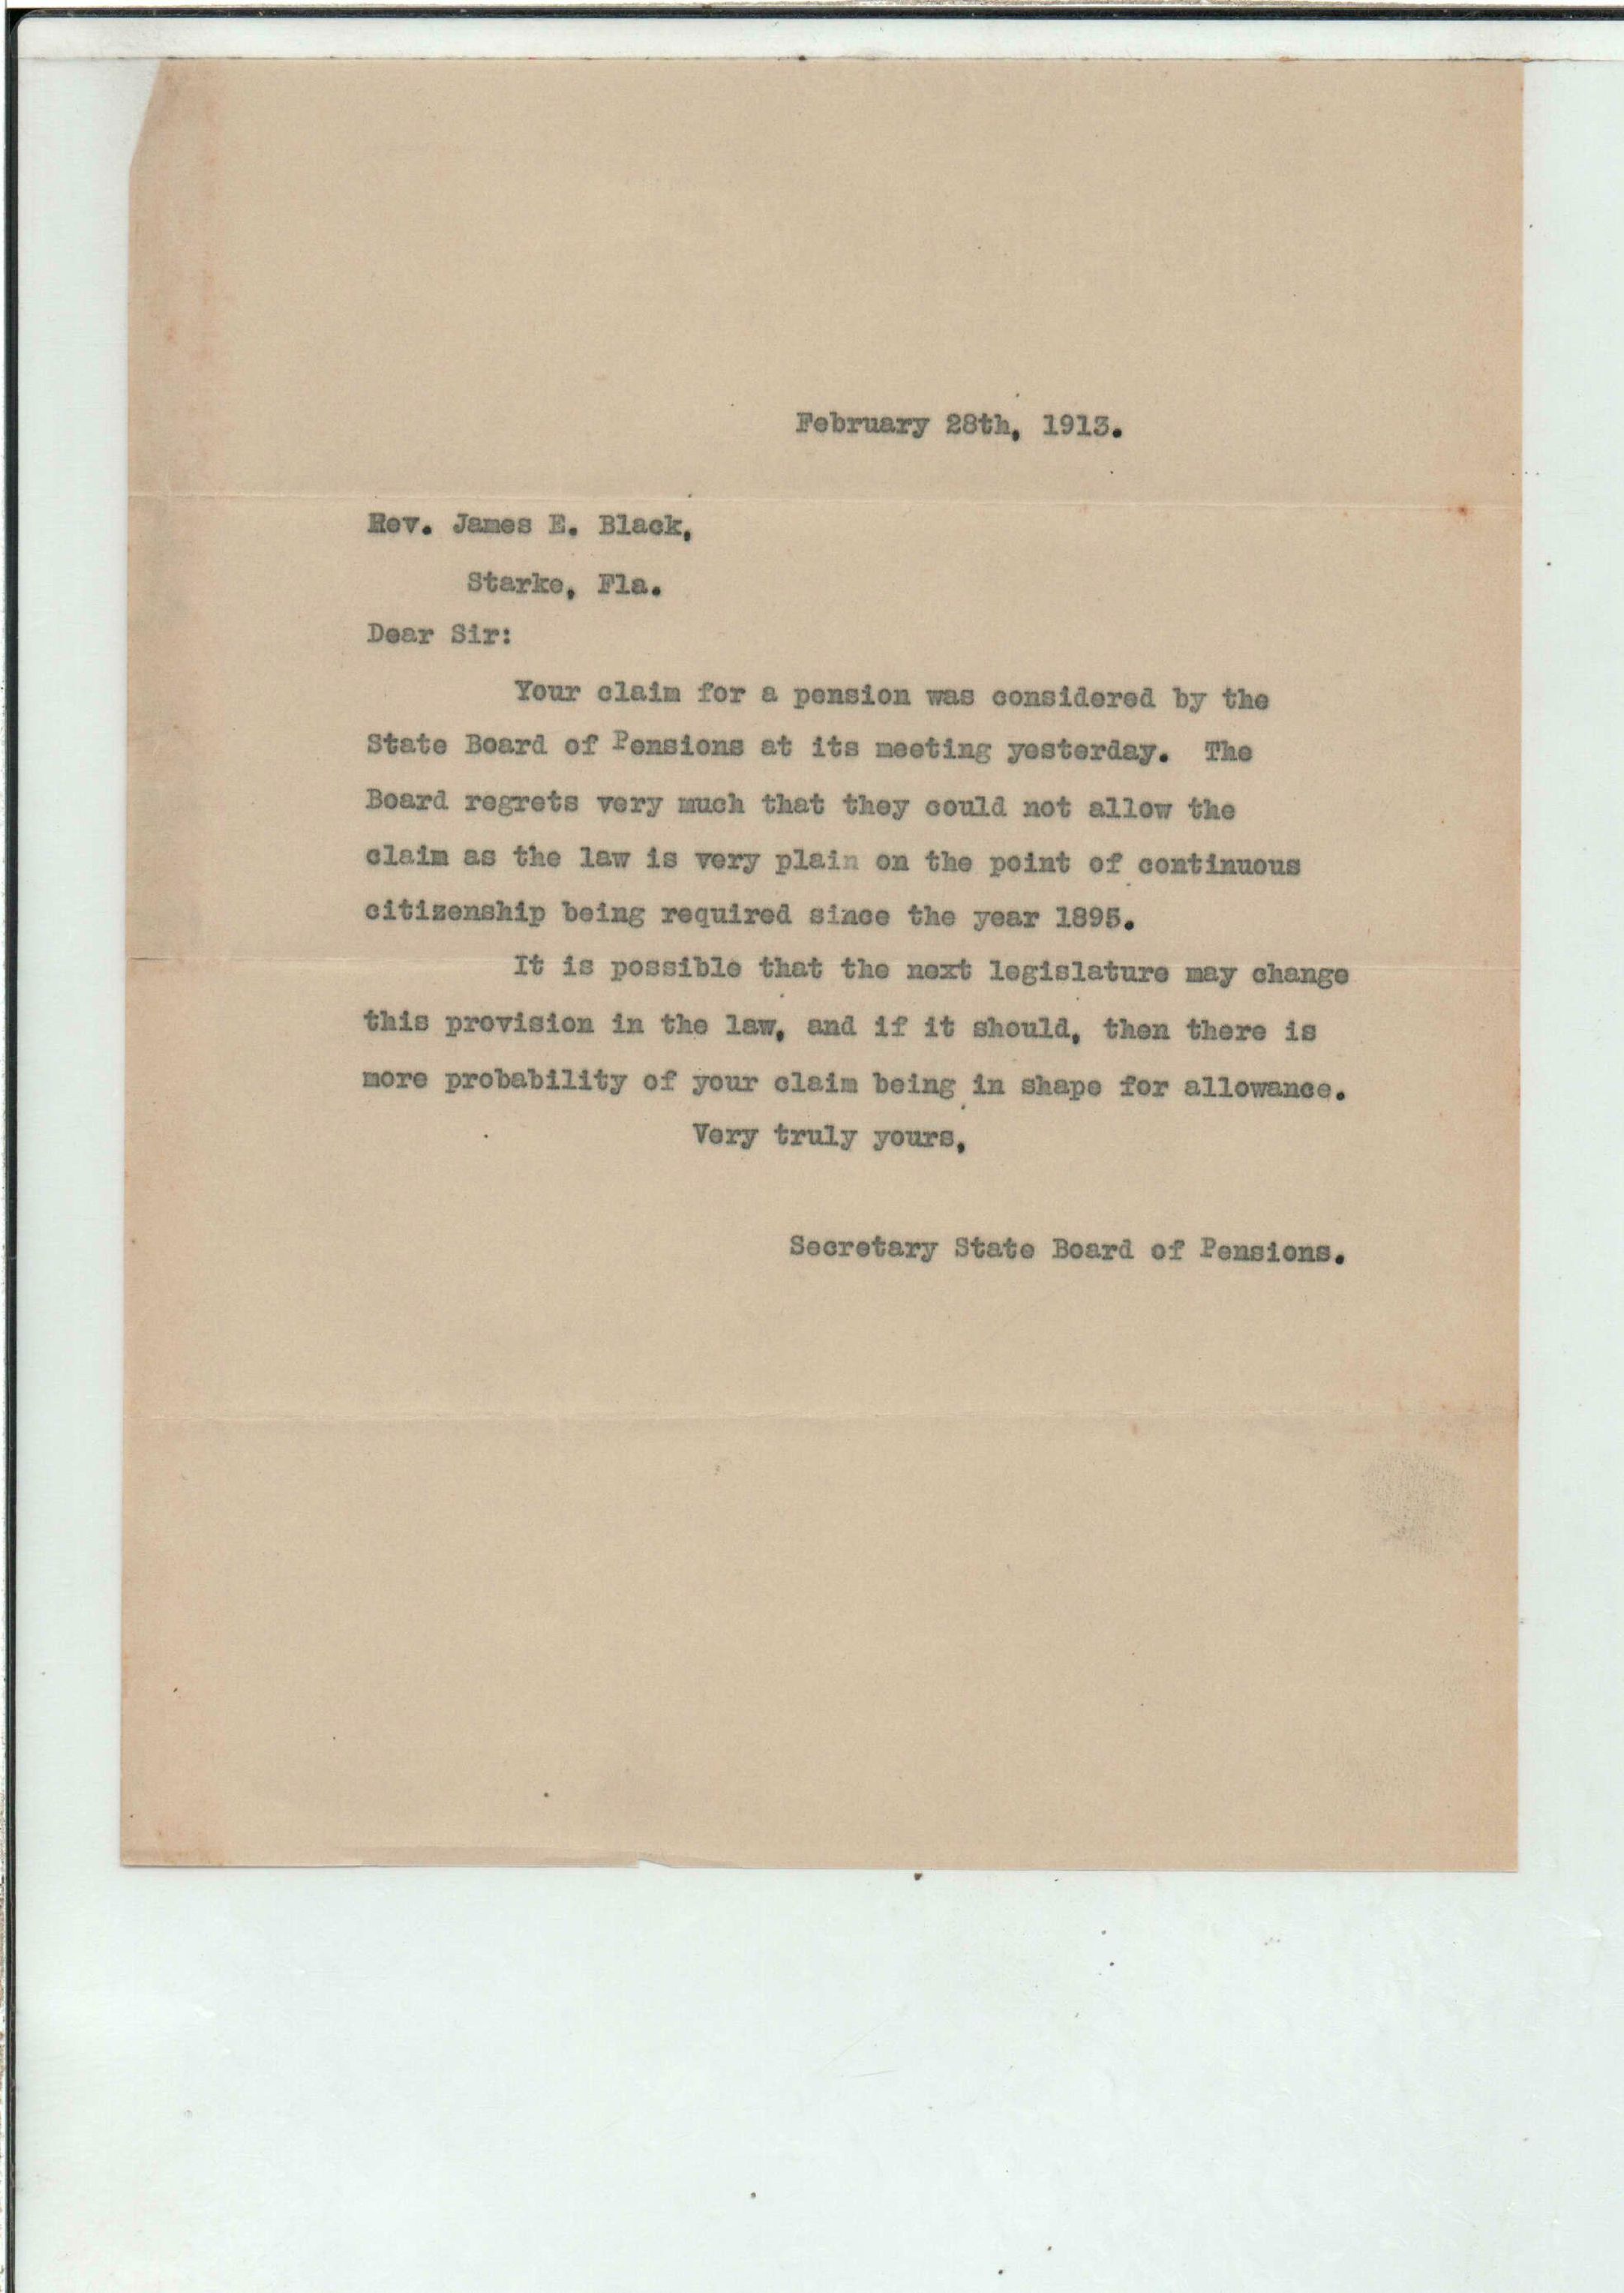 February 28th, 1913.
Rev. James E. Black,
Starke, Fla.
Dear Sir:
Your claim for a pension was considered by the
State Board of Pensions at its meeting yesterday. The
Board regrets very much that they could not allow the
claim as the law is very plain on the point of continuous
citizenship being required since the year 1895.
It is possible that the next legislature may change
this provision in the law, and if it should, then there is
more probability of your claim being in shape for allowance.
Very truly yours,
Secretary State Board of Pensions.